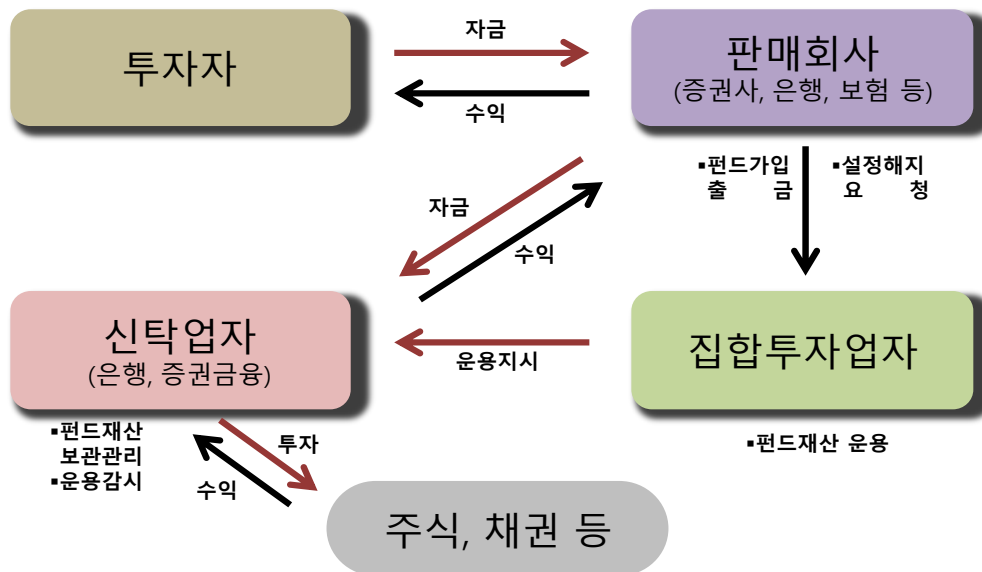 자금
투자자
판매회사
(증권사, 은행, 보험 등)
수익
▪펀드가입
출 금
▪설정해지
요 청
자금
수익
신탁업자
(은행, 증권금융)
운용지시
집합투자업자
▪펀드재산
보관관리
▪운용감시
투자
수익
▪펀드재산 운용
주식, 채권 등